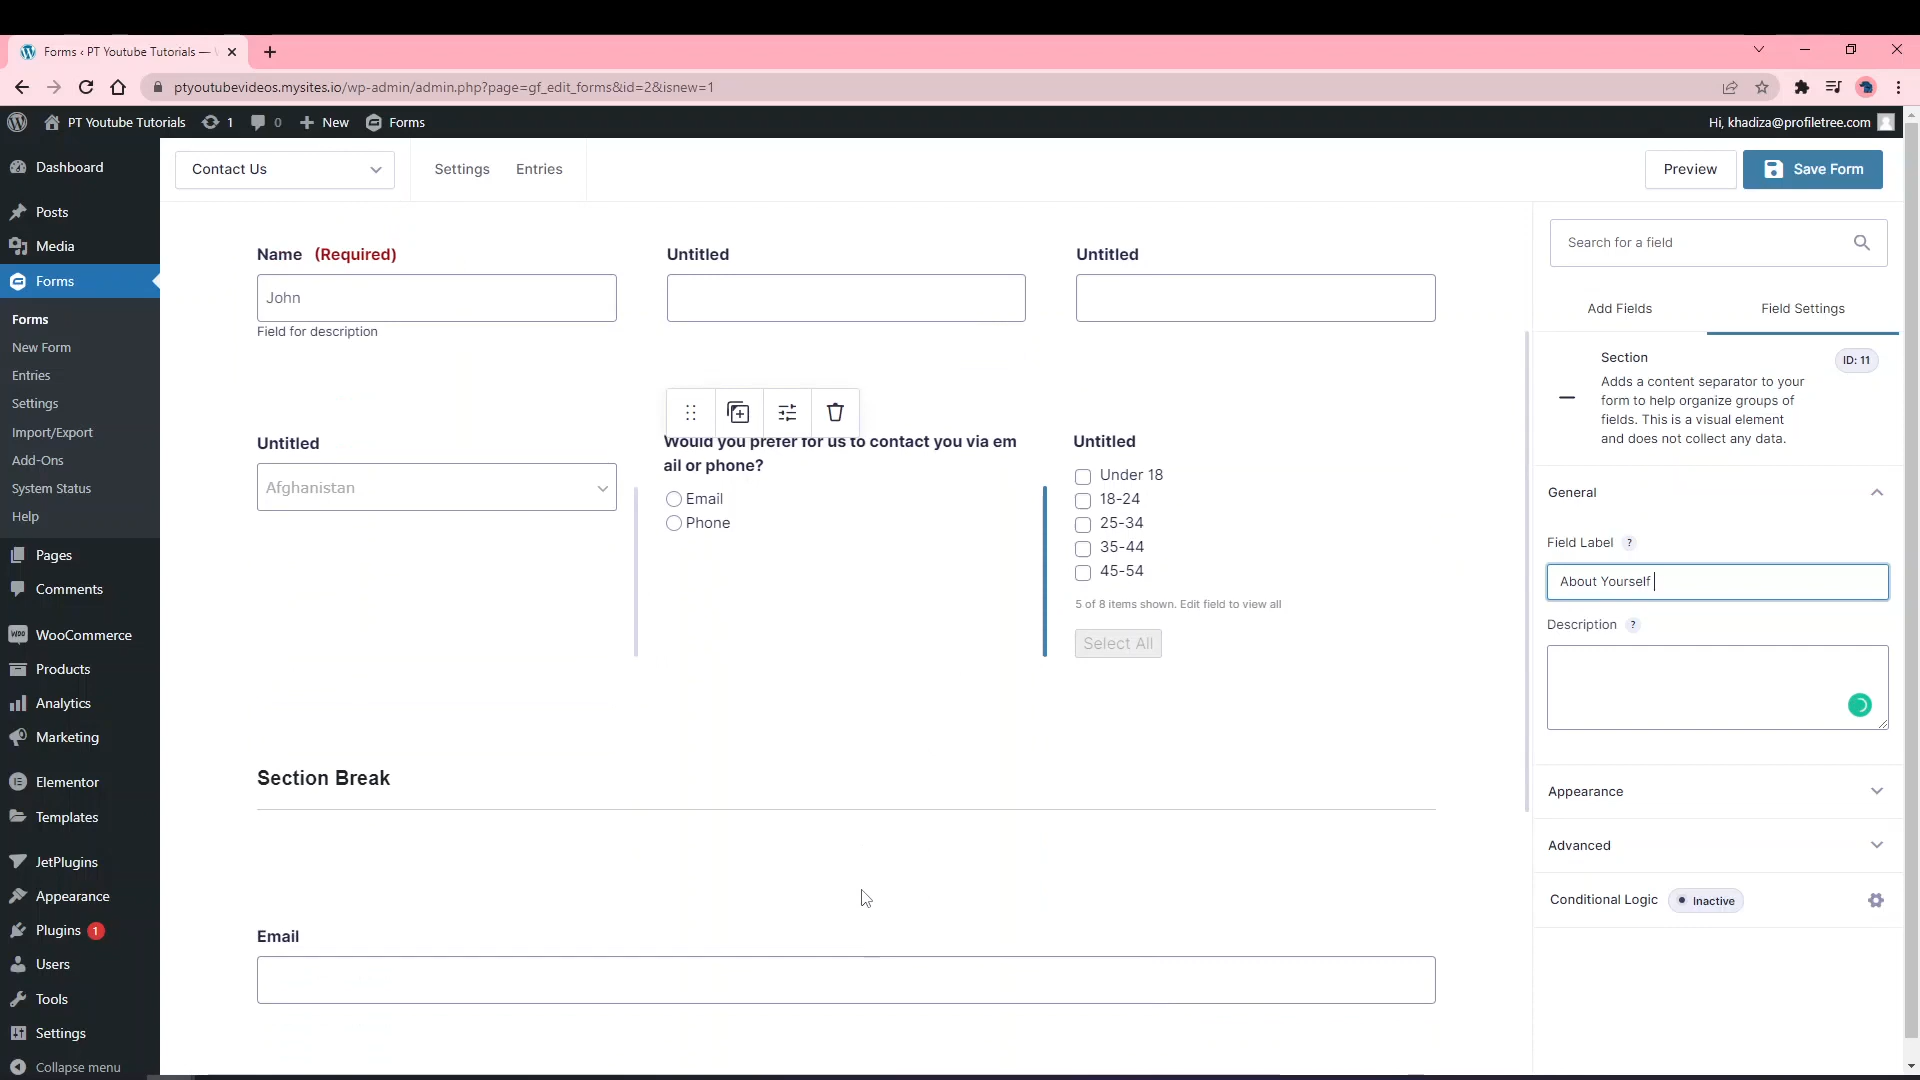 Forms ‹ PT Youtube Tutorials —
ptyoutubevideos.mysites.io/wp-admin/admin.php?page=gf_edit_forms&id=2&isnew=1
PT Youtube Tutorials 1 0 New Forms Hi, khadiza@profiletree.com
Dashboard
Posts
Media
Forms
Forms
New Form
Entries
Settings
Import/Export
Add-Ons
System Status
Help
Pages
Comments
WooCommerce
Products
Analytics
Marketing
Elementor
Templates
JetPlugins
Appearance
Plugins 1
Users
Tools
Settings
Collapse menu
Contact Us Settings Entries Preview Save Form
Name (Required) Untitled Untitled
John
Field for description
Untitled
Afghanistan
Would you prefer for us to contact you via em
ail or phone?
Email
Phone
Untitled
Under 18
18-24
25-34
35-44
45-54
5 of 8 items shown. Edit field to view all
Select All
Section Break
Email
Search for a field
Add Fields Field Settings
Section ID: 11
Adds a content separator to your
form to help organize groups of
fields. This is a visual element
and does not collect any data.
General
Field Label ?
About Yourself
Description ?
Appearance
Advanced
Conditional Logic Inactive